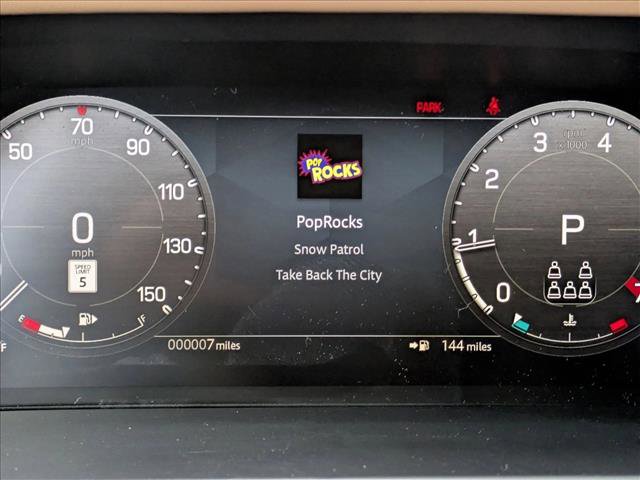 PARK
50
70
mph
90
110
130
150
0
mph
SPEED
LIMIT
5
E
F
F
POP
ROCKS
PopRocks
Snow Patrol
Take Back The City
000007 miles
144 miles
0
1
2
3
4
rpm
x1000
P
7